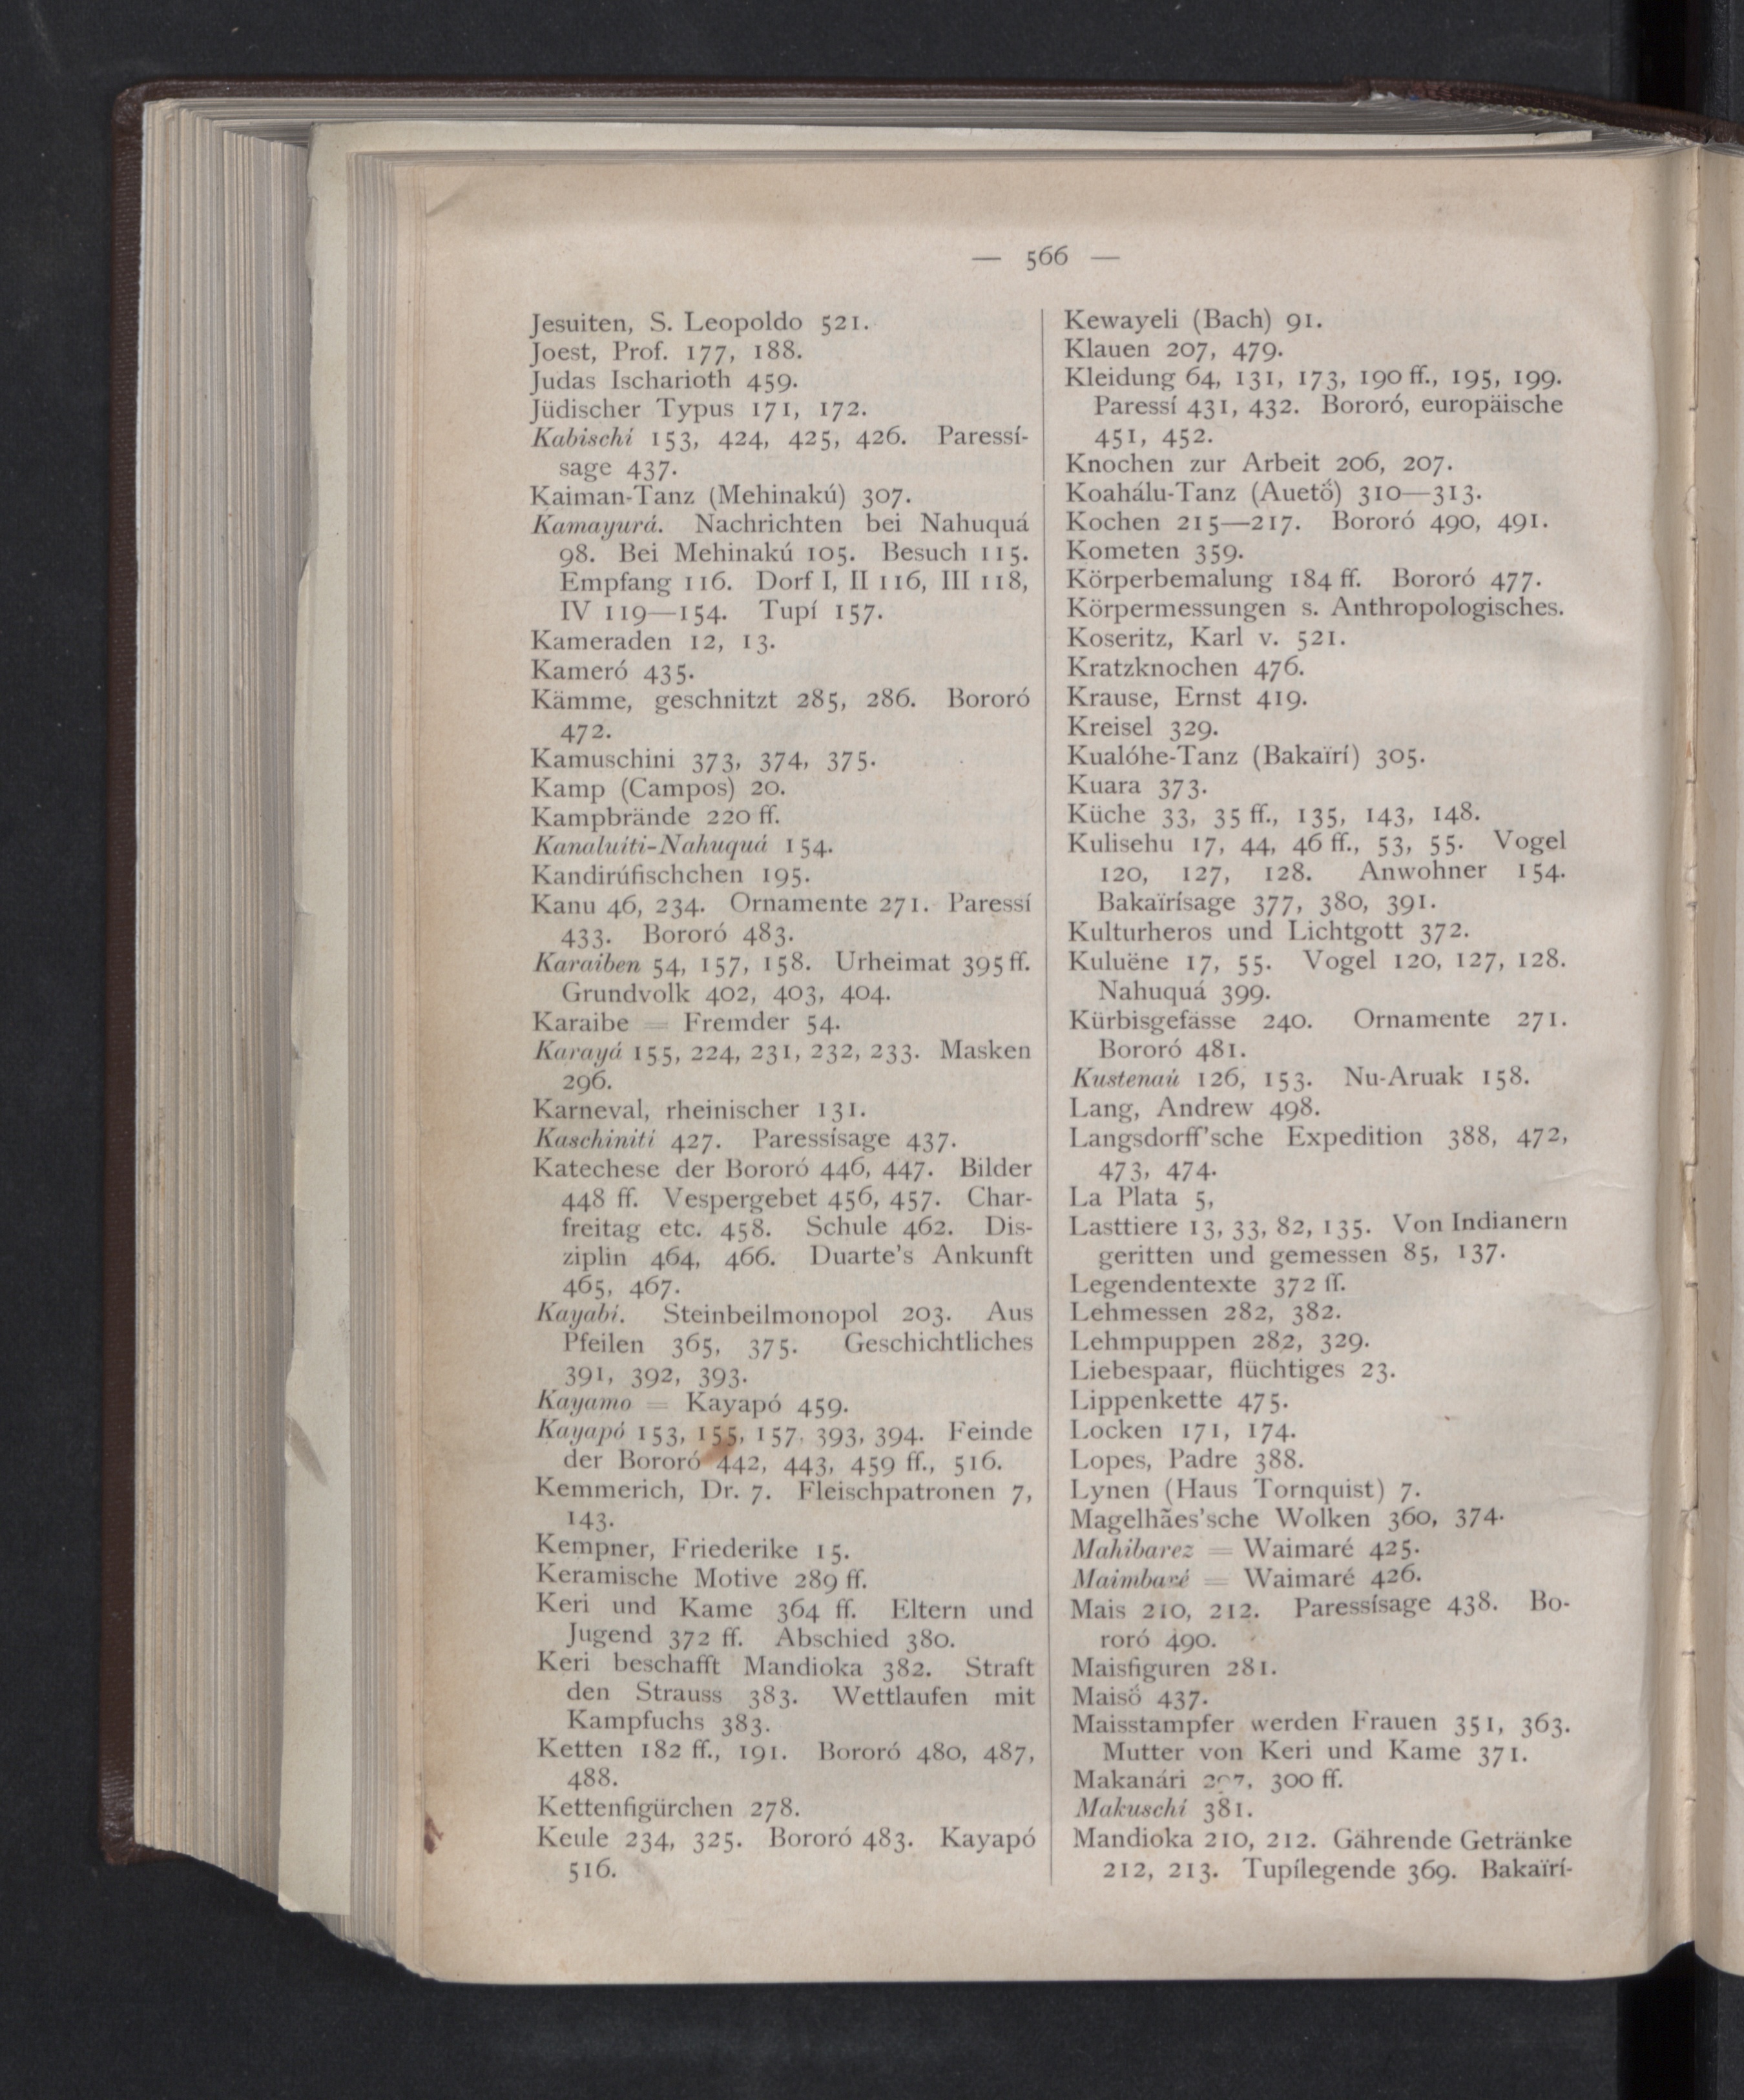 — 566 —
Jesuiten, S. Leopoldo 521.
Joest, Prof. 177, 188.
Judas Ischarioth 459.
Jüdischer Typus 171, 172.
Kabischí 153, 424, 425, 426. Paressí-
sage 437.
Kaiman-Tanz (Mehinakú) 307.
Kamayurá. Nachrichten bei Nahuquá
98. Bei Mehinakú 105. Besuch 115.
Empfang 116. Dorf I, II 116, III 118,
IV 119—154. Tupí 157.
Kameraden 12, 13.
Kameró 435.
Kämme, geschnitzt 285, 286. Bororó
472.
Kamuschini 373, 374, 375.
Kamp (Campos) 20.
Kampbrände 220 ff.
Kanaluíti-Nahuquá 154.
Kandirúfischchen 195.
Kanu 46, 234. Ornamente 271. Paressí
433. Bororó 483.
Karaiben 54, 157, 158. Urheimat 395 ff.
Grundvolk 402, 403, 404.
Karaibe = Fremder 54.
Karayá 155, 224, 231, 232, 233. Masken
296.
Karneval, rheinischer 131.
Kaschinití 427. Paressísage 437.
Katechese der Bororó 446, 447. Bilder
448 ff. Vespergebet 456, 457. Char-
freitag etc. 458. Schule 462. Dis-
ziplin 464, 466. Duarte's Ankunft
465, 467.
Kayabí. Steinbeilmonopol 203. Aus
Pfeilen 365, 375. Geschichtliches
391, 392, 393.
Kayamo = Kayapó 459.
Kayapó 153, 155, 157, 393, 394. Feinde
der Bororó 442, 443, 459 ff., 516.
Kemmerich, Dr. 7. Fleischpatronen 7,
143.
Kempner, Friederike 15.
Keramische Motive 289 ff.
Keri und Kame 364 ff. Eltern und
Jugend 372 ff. Abschied 380.
Keri beschafft Mandioka 382. Straft
den Strauss 383. Wettlaufen mit
Kampfuchs 383.
Ketten 182 ff., 191. Bororó 480, 487,
488.
Kettenfigürchen 278.
Keule 234, 325. Bororó 483. Kayapó
516.
Kewayeli (Bach) 91.
Klauen 207, 479.
Kleidung 64, 131, 173, 190 ff., 195, 199.
Paressí 431, 432. Bororó, europäische
451, 452.
Knochen zur Arbeit 206, 207.
Koahálu-Tanz (Auetö́) 310—313.
Kochen 215—217. Bororó 490, 491.
Kometen 359.
Körperbemalung 184 ff. Bororó 477.
Körpermessungen s. Anthropologisches.
Koseritz, Karl v. 521.
Kratzknochen 476.
Krause, Ernst 419.
Kreisel 329.
Kualóhe-Tanz (Bakaïrí) 305.
Kuara 373.
Küche 33, 35 ff., 135, 143, 148.
Kulisehu 17, 44, 46 ff., 53, 55. Vogel
120, 127, 128. Anwohner 154.
Bakaïrísage 377, 380, 391.
Kulturheros und Lichtgott 372.
Kuluëne 17, 55. Vogel 120, 127, 128.
Nahuquá 399.
Kürbisgefässe 240. Ornamente 271.
Bororó 481.
Kustenaú 126, 153. Nu-Aruak 158.
Lang, Andrew 498.
Langsdorff'sche Expedition 388, 472,
473, 474.
La Plata 5,
Lasttiere 13, 33, 82, 135. Von Indianern
geritten und gemessen 85, 137.
Legendentexte 372 ff.
Lehmessen 282, 382.
Lehmpuppen 282, 329.
Liebespaar, flüchtiges 23.
Lippenkette 475.
Locken 171, 174.
Lopes, Padre 388.
Lynen (Haus Tornquist) 7.
Magelhães'sche Wolken 360, 374.
Mahibarez = Waimaré 425.
Maimbaré = Waimaré 426.
Mais 210, 212. Paressísage 438. Bo-
roró 490.
Maisfiguren 281.
Maisö́ 437.
Maisstampfer werden Frauen 351, 363.
Mutter von Keri und Kame 371.
Makanári 300 ff.
Makuschí 381.
Mandioka 210, 212. Gährende Getränke
212, 213. Tupílegende 369. Bakaïrí-